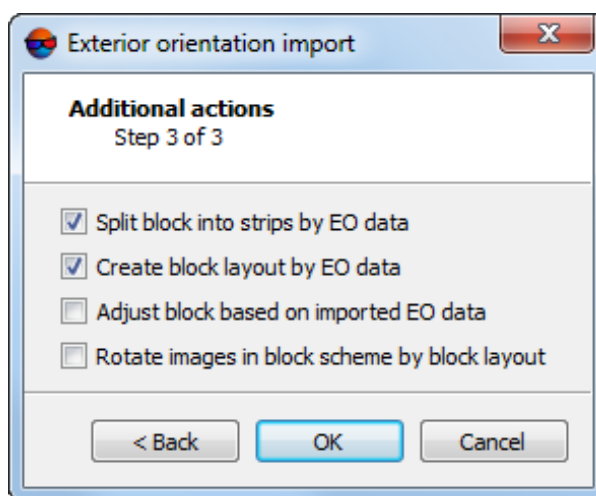 Exterior orientation import
Additional actions
Step 3 of 3
Split block into strips by EO data
Create block layout by EO data
Adjust block based on imported EO data
Rotate images in block scheme by block layout
< Back OK Cancel